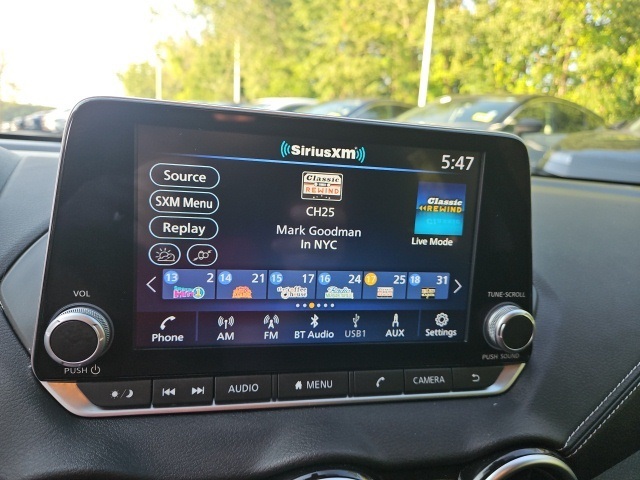 SiriusXm
5:47
Source
SXM Menu
Replay
Classic
REWIND
CH25
Mark Goodman
In NYC
Classic
REWIND
Live Mode
13 2 14 21 15 17 16 24 17 25 18 31
Phone AM FM BT Audio USB1 AUX Settings
VOL
PUSH
TUNE-SCROLL
PUSH SOUND
AUDIO MENU CAMERA